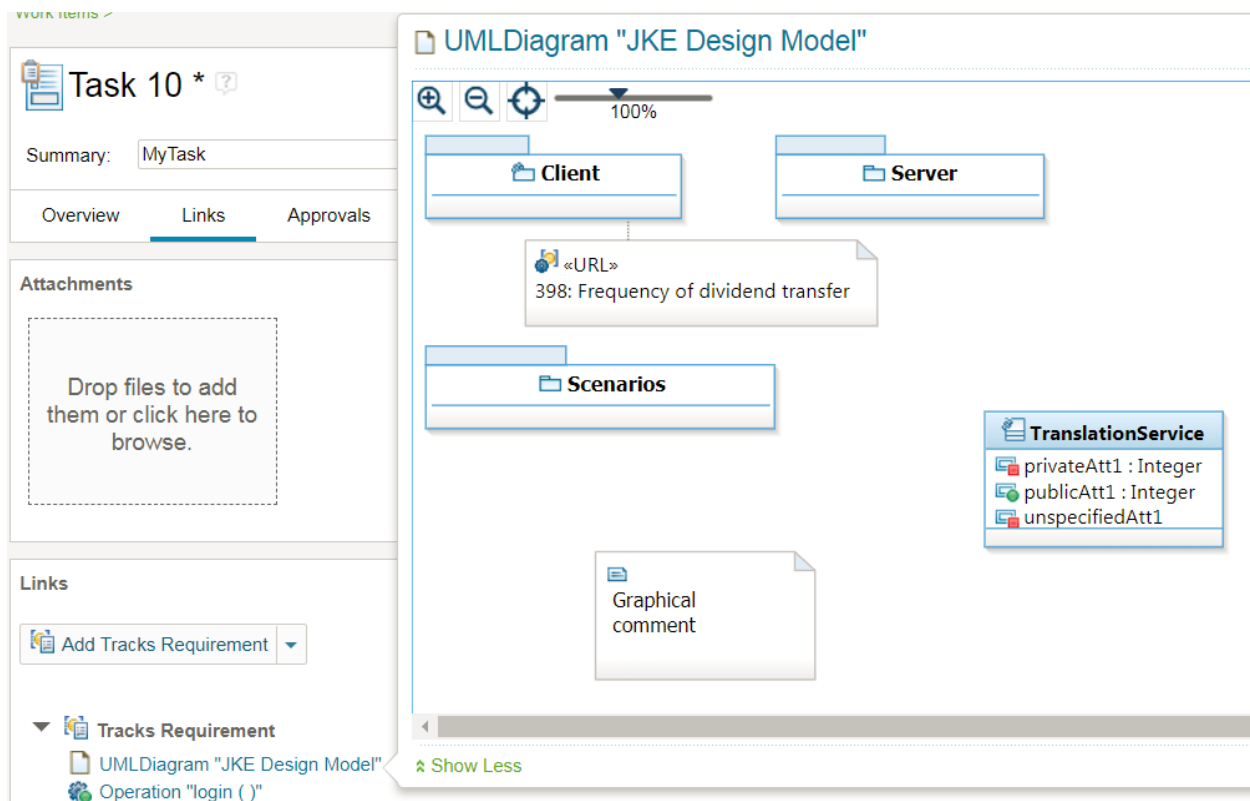 Work Items >
Task 10 *
Summary:
MyTask
Overview
Links
Approvals
Attachments
Drop files to add
them or click here to
browse.
Links
Add Tracks Requirement
Tracks Requirement
UMLDiagram "JKE Design Model"
Operation "login ( )"
UMLDiagram "JKE Design Model"
100%
Client
Server
«URL»
398: Frequency of dividend transfer
Scenarios
TranslationService
privateAtt1 : Integer
publicAtt1 : Integer
unspecifiedAtt1
Graphical
comment
Show Less